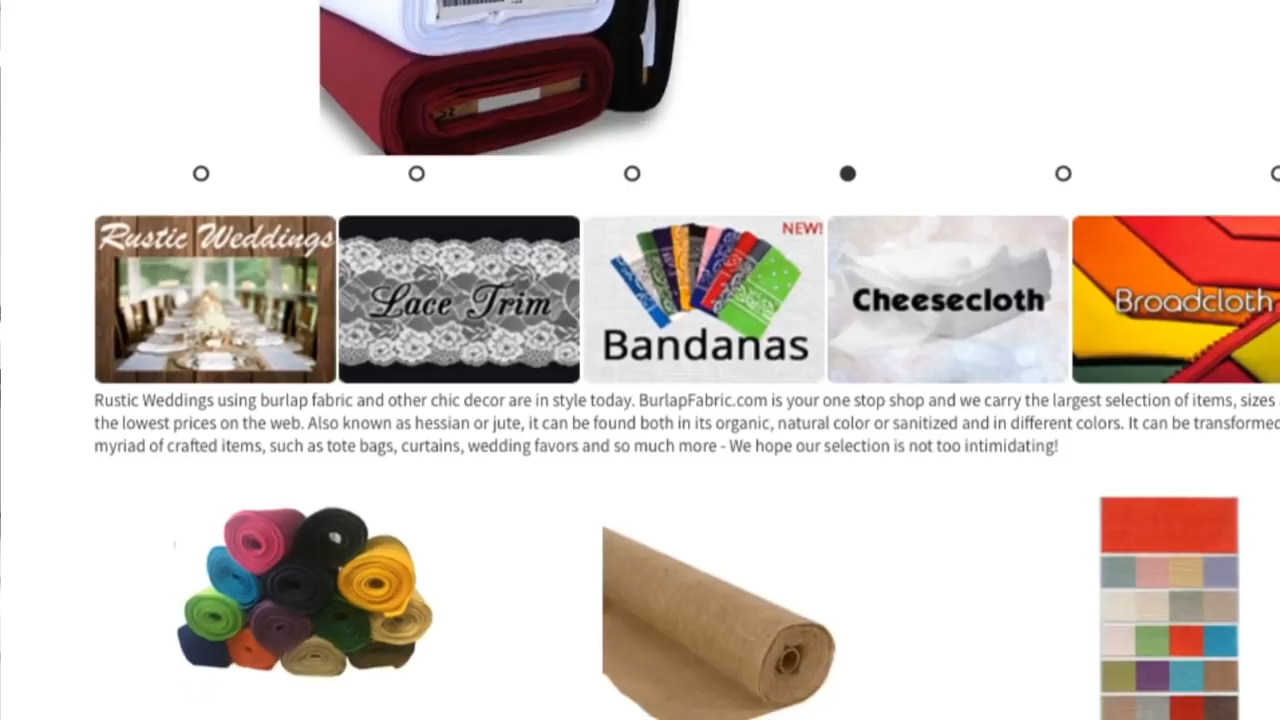 Rustic Weddings
Lace Trim
NEW!
Bandanas
Cheesecloth
Broadcloth
Rustic Weddings using burlap fabric and other chic decor are in style today. BurlapFabric.com is your one stop shop and we carry the largest selection of items, sizes
the lowest prices on the web. Also known as hessian or jute, it can be found both in its organic, natural color or sanitized and in different colors. It can be transformed
myriad of crafted items, such as tote bags, curtains, wedding favors and so much more - We hope our selection is not too intimidating!